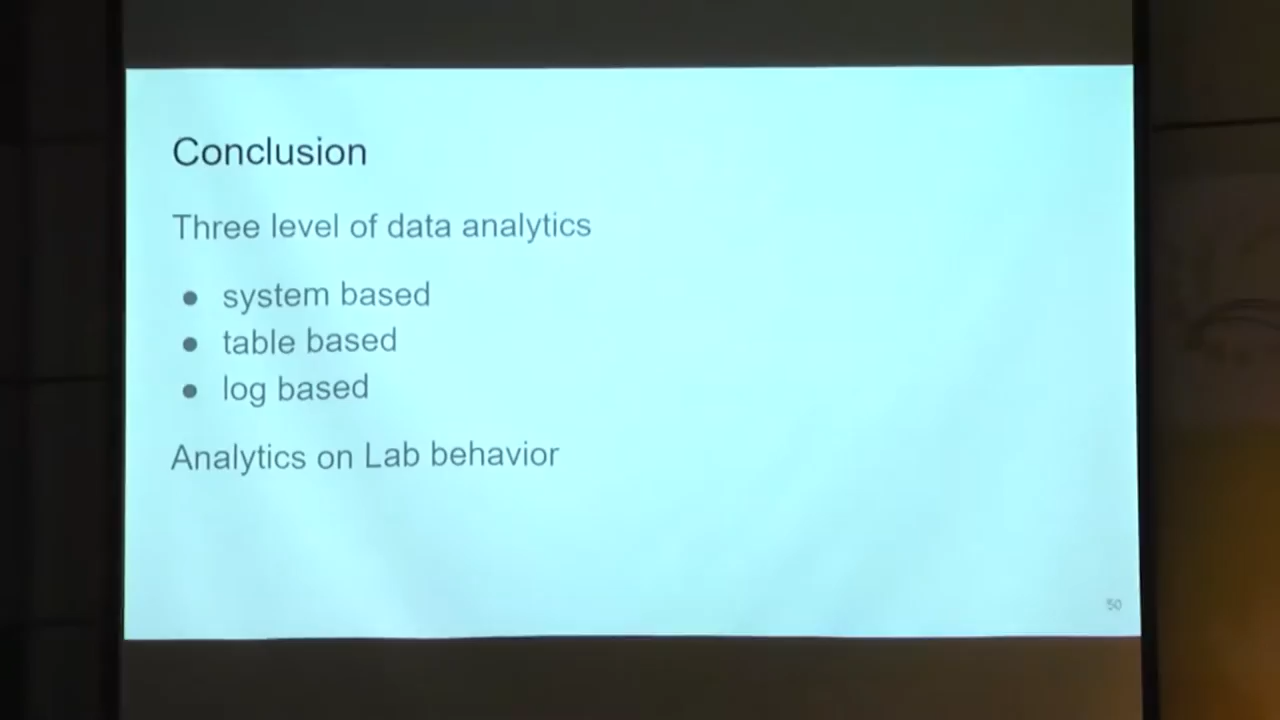 Conclusion
Three level of data analytics
● system based
● table based
● log based
Analytics on Lab behavior
50